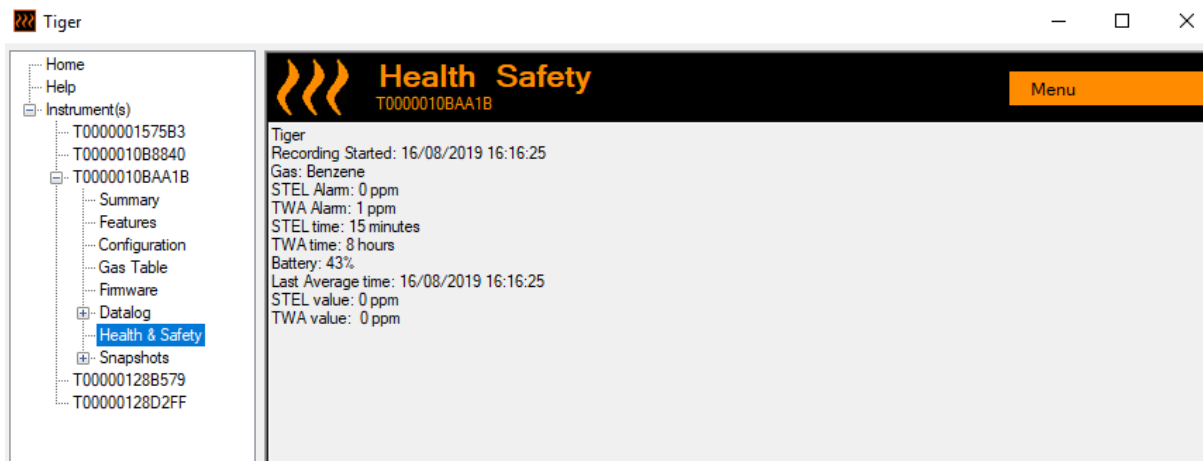 Tiger
Home
Help
Instrument(s)
T0000001575B3
T0000010B8840
T0000010BAA1B
Summary
Features
Configuration
Gas Table
Firmware
Datalog
Health & Safety
Snapshots
T00000128B579
T00000128D2FF
Health Safety
T0000010BAA1B
Menu
Tiger
Recording Started: 16/08/2019 16:16:25
Gas: Benzene
STEL Alarm: 0 ppm
TWA Alarm: 1 ppm
STEL time: 15 minutes
TWA time: 8 hours
Battery: 43%
Last Average time: 16/08/2019 16:16:25
STEL value: 0 ppm
TWA value: 0 ppm